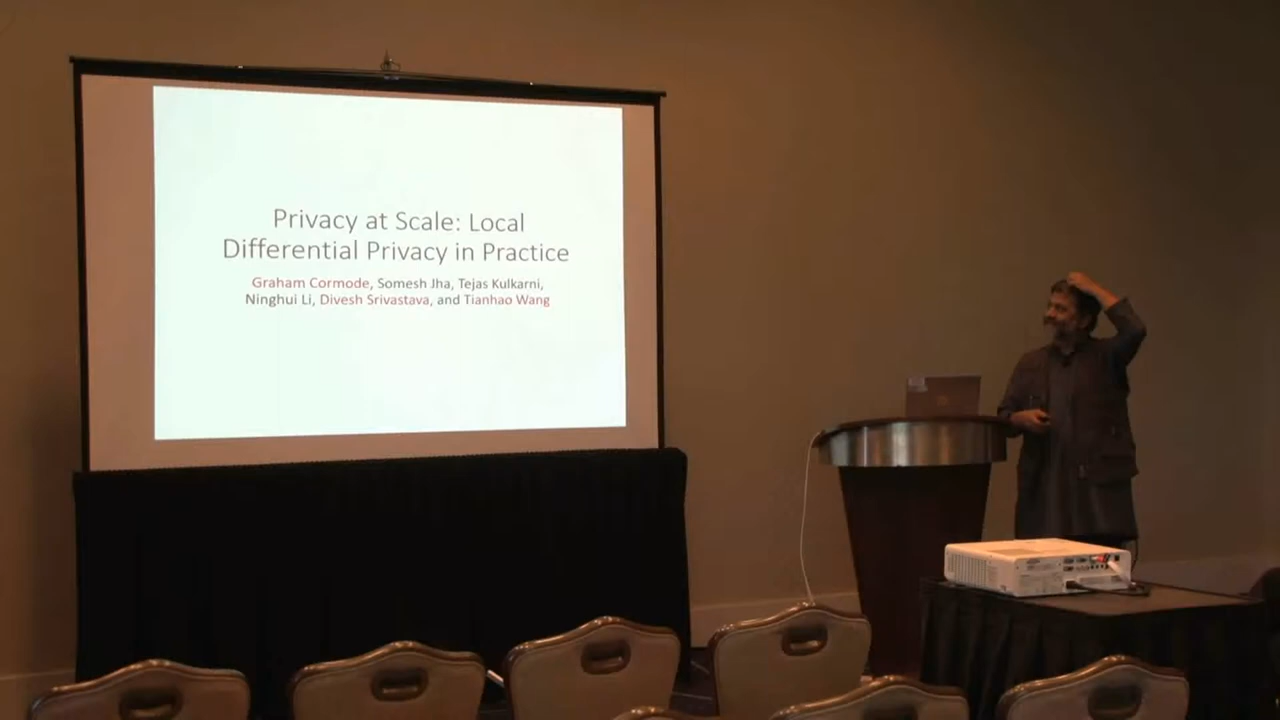 Privacy at Scale: Local
Differential Privacy in Practice
Graham Cormode, Somesh Jha, Tejas Kulkarni,
Ninghui Li, Divesh Srivastava, and Tianhao Wang